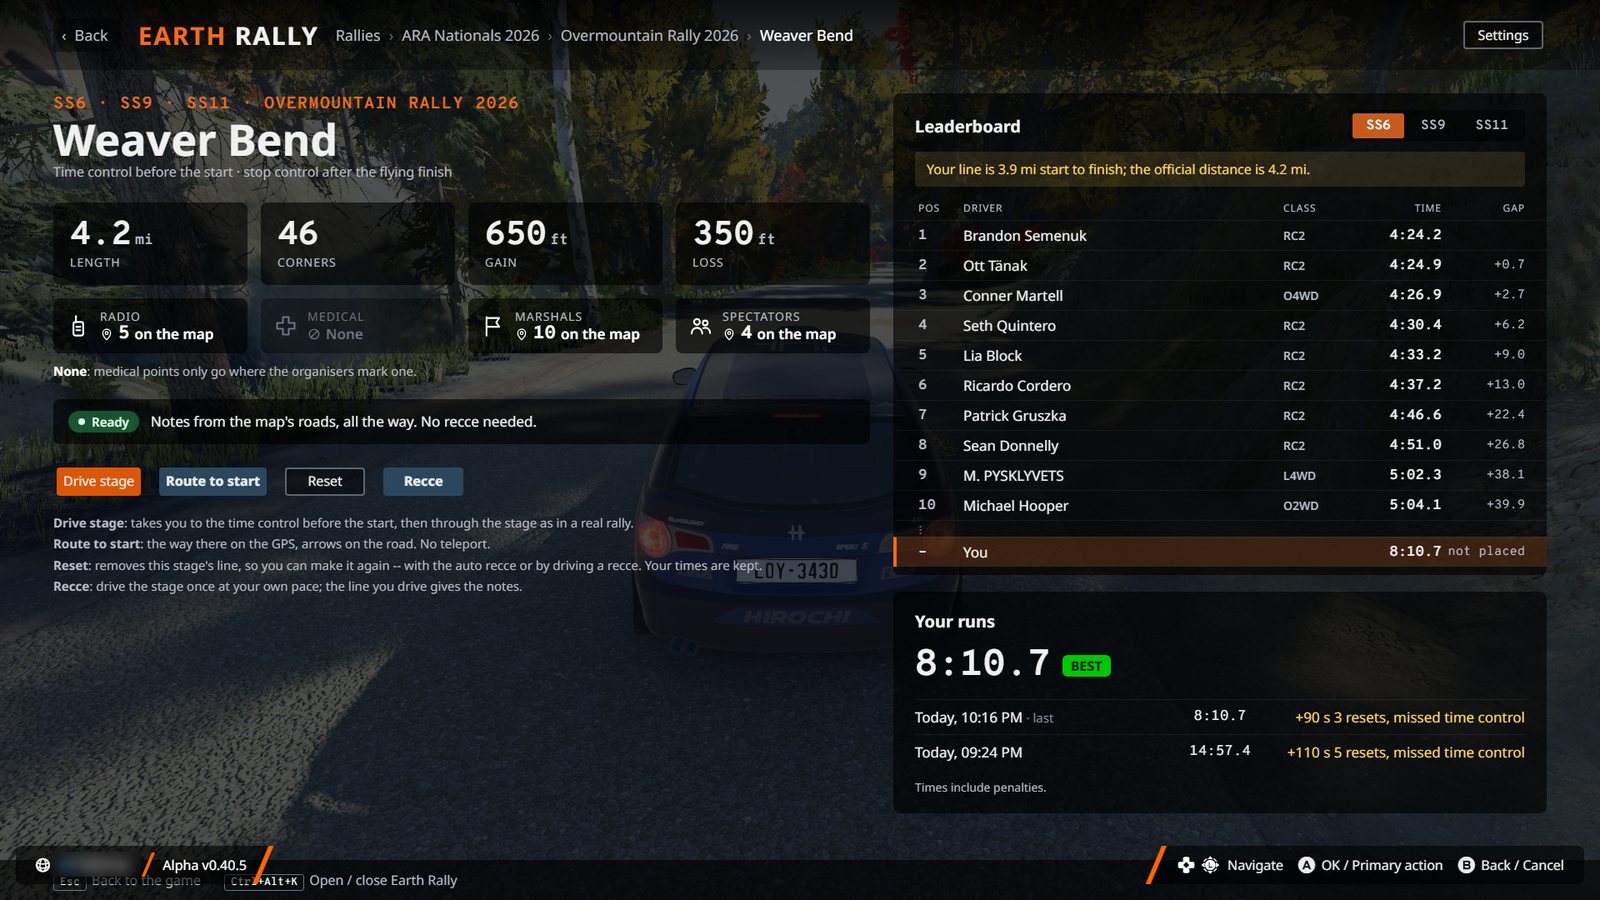 ‹ Back EARTH RALLY Rallies › ARA Nationals 2026 › Overmountain Rally 2026 › Weaver Bend Settings
SS6 · SS9 · SS11 · OVERMOUNTAIN RALLY 2026
Weaver Bend
Time control before the start · stop control after the flying finish
4.2 mi
LENGTH
46
CORNERS
650 ft
GAIN
350 ft
LOSS
RADIO
5 on the map
MEDICAL
None
MARSHALS
10 on the map
SPECTATORS
4 on the map
None: medical points only go where the organisers mark one.
Ready Notes from the map's roads, all the way. No recce needed.
Drive stage Route to start Reset Recce
Drive stage: takes you to the time control before the start, then through the stage as in a real rally.
Route to start: the way there on the GPS, arrows on the road. No teleport.
Reset: removes this stage's line, so you can make it again -- with the auto recce or by driving a recce. Your times are kept.
Recce: drive the stage once at your own pace; the line you drive gives the notes.
LOY-3430
HIROCHI
Leaderboard SS6 SS9 SS11
Your line is 3.9 mi start to finish; the official distance is 4.2 mi.
POS DRIVER CLASS TIME GAP
1 Brandon Semenuk RC2 4:24.2
2 Ott Tänak RC2 4:24.9 +0.7
3 Conner Martell O4WD 4:26.9 +2.7
4 Seth Quintero RC2 4:30.4 +6.2
5 Lia Block RC2 4:33.2 +9.0
6 Ricardo Cordero RC2 4:37.2 +13.0
7 Patrick Gruszka RC2 4:46.6 +22.4
8 Sean Donnelly RC2 4:51.0 +26.8
9 M. PYSKLYVETS L4WD 5:02.3 +38.1
10 Michael Hooper O2WD 5:04.1 +39.9
⋮
– You 8:10.7 not placed
Your runs
8:10.7 BEST
Today, 10:16 PM · last 8:10.7 +90 s 3 resets, missed time control
Today, 09:24 PM 14:57.4 +110 s 5 resets, missed time control
Times include penalties.
Alpha v0.40.5
Esc Back to the game Ctrl+Alt+K Open / close Earth Rally
Navigate A OK / Primary action B Back / Cancel